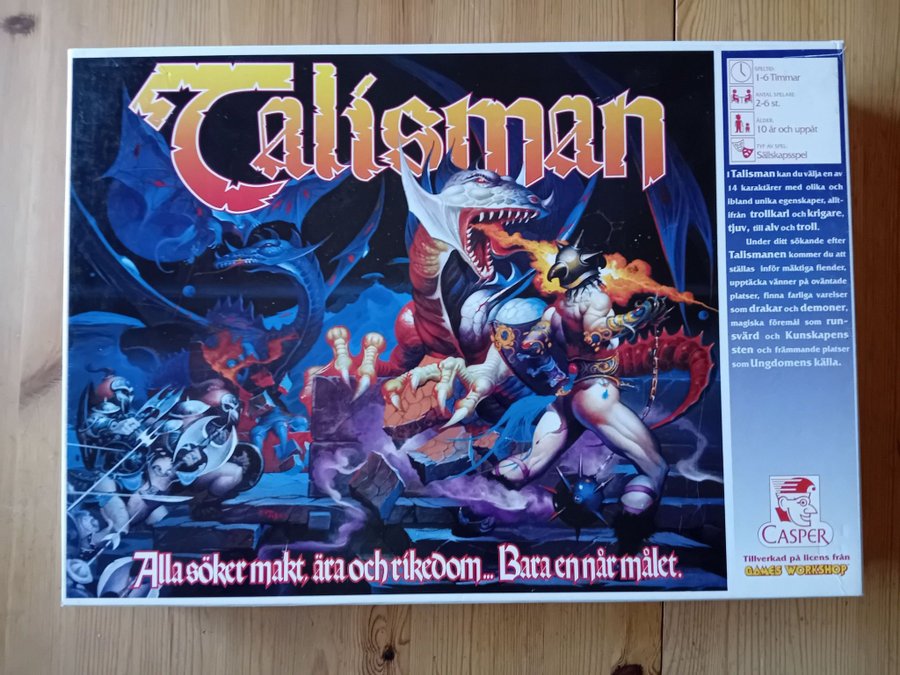 Talisman
Alla söker makt, ära och rikedom... Bara en når målet.
SPELTID:
1-6 Timmar
ANTAL SPELARE:
2-6 st.
ÅLDER:
10 år och uppåt
TYP AV SPEL:
Sällskapsspel
I Talisman kan du välja en av
14 karaktärer med olika och
ibland unika egenskaper, allt-
ifrån trollkarl och krigare,
tjuv, till alv och troll.
Under ditt sökande efter
Talismanen kommer du att
ställas inför mäktiga fiender,
upptäcka vänner på oväntade
platser, finna farliga varelser
som drakar och demoner,
magiska föremål som run-
svärd och Kunskapens
sten och främmande platser
som Ungdomens källa.
CASPER
Tillverkad på licens från
GAMES WORKSHOP